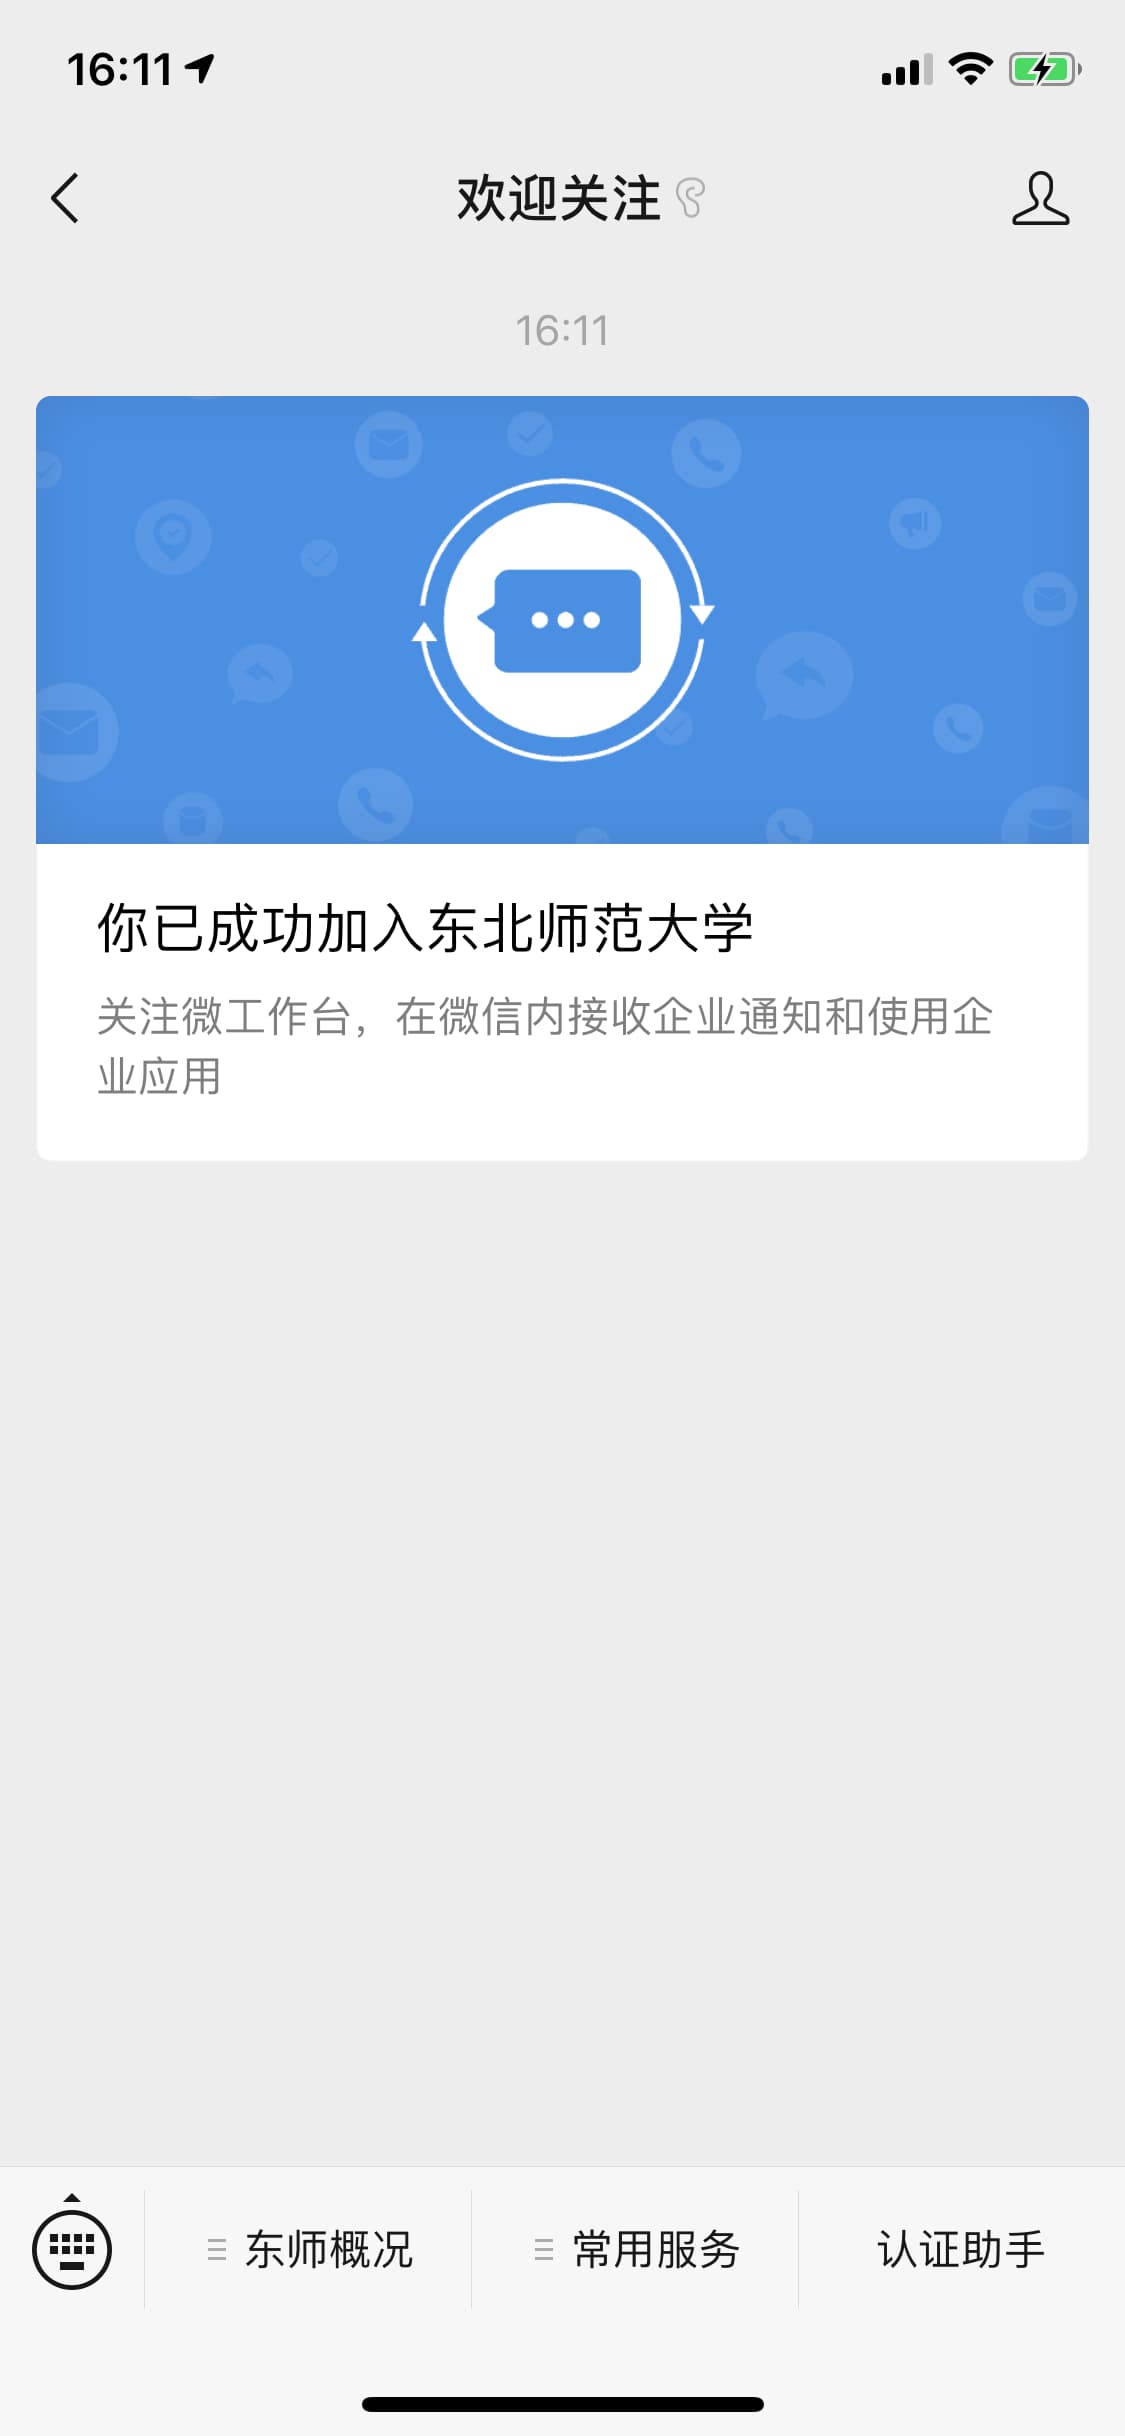 16:11
欢迎关注
16:11
你已成功加入东北师范大学
关注微工作台，在微信内接收企业通知和使用企
业应用
东师概况
常用服务
认证助手